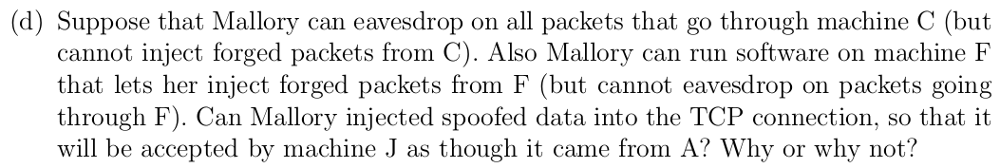 (d) Suppose that Mallory can eavesdrop on all packets that go through machine C (but
cannot inject forged packets from C). Also Mallory can run software on machine F
that lets her inject forged packets from F (but cannot eavesdrop on packets going
through F). Can Mallory injected spoofed data into the TCP connection, so that it
will be accepted by machine J as though it came from A? Why or why not?